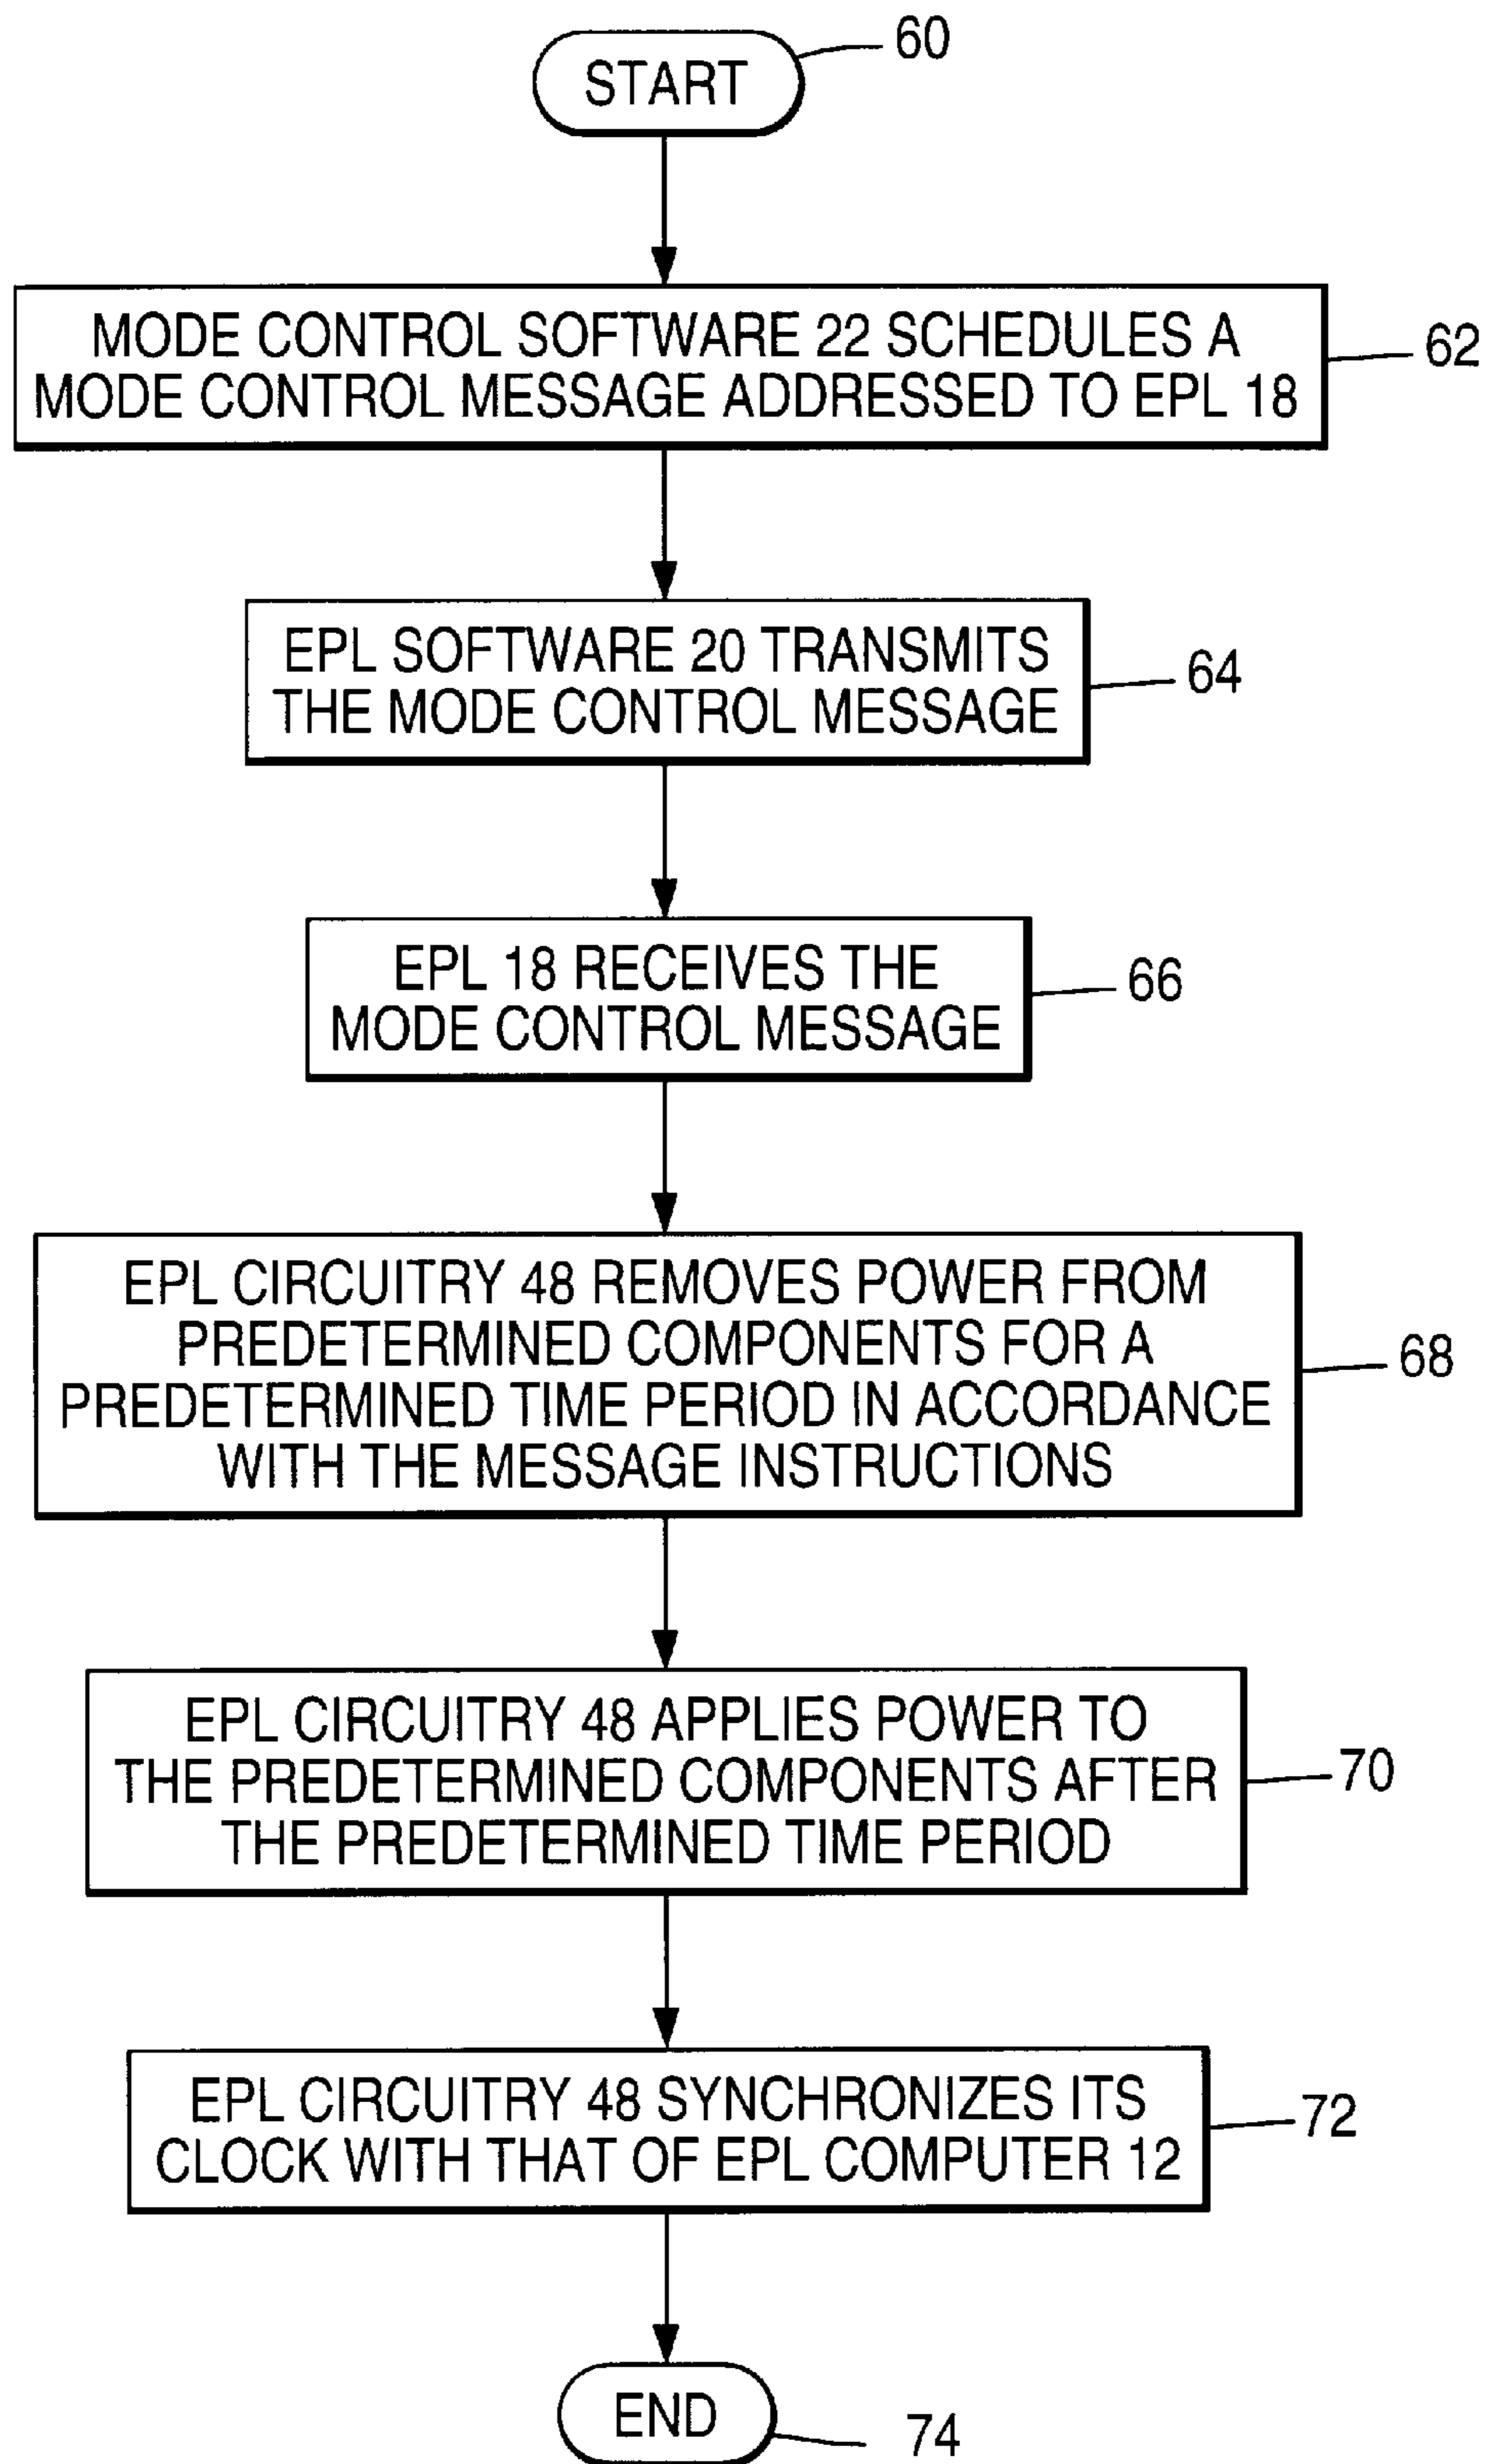 START
60
MODE CONTROL SOFTWARE 22 SCHEDULES A
MODE CONTROL MESSAGE ADDRESSED TO EPL 18
62
EPL SOFTWARE 20 TRANSMITS
THE MODE CONTROL MESSAGE
64
EPL 18 RECEIVES THE
MODE CONTROL MESSAGE
66
EPL CIRCUITRY 48 REMOVES POWER FROM
PREDETERMINED COMPONENTS FOR A
PREDETERMINED TIME PERIOD IN ACCORDANCE
WITH THE MESSAGE INSTRUCTIONS
68
EPL CIRCUITRY 48 APPLIES POWER TO
THE PREDETERMINED COMPONENTS AFTER
THE PREDETERMINED TIME PERIOD
70
EPL CIRCUITRY 48 SYNCHRONIZES ITS
CLOCK WITH THAT OF EPL COMPUTER 12
72
END
74